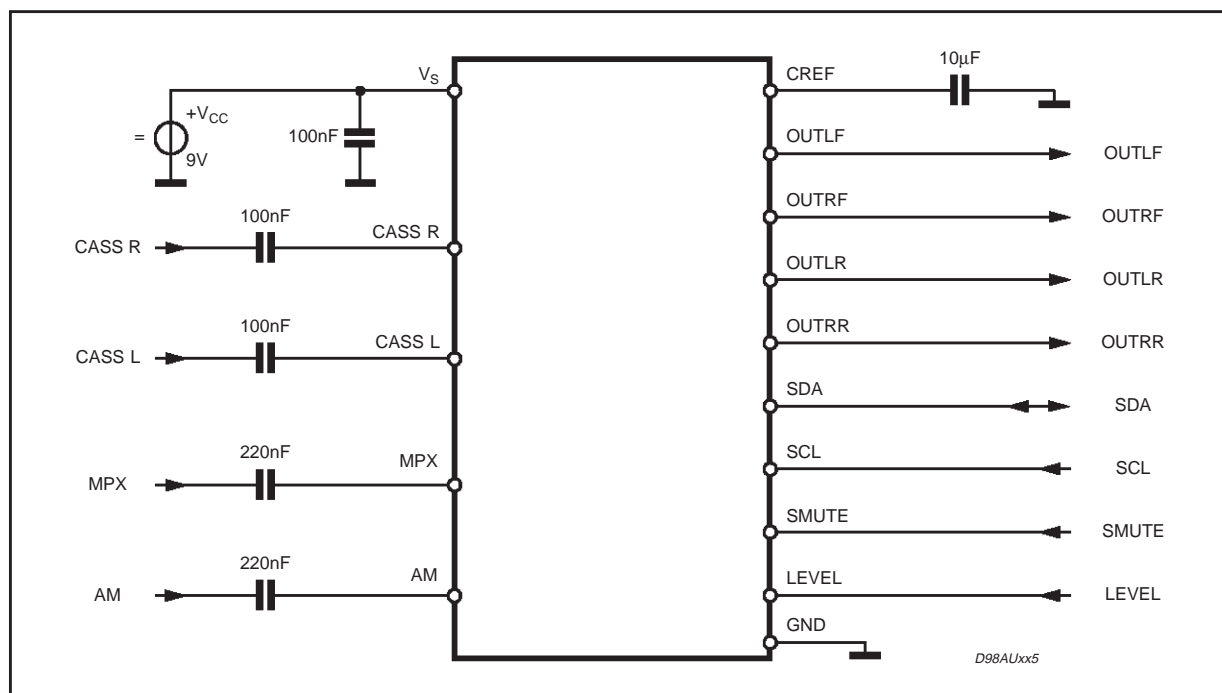 V_S
+V_CC
=
9V
100nF
100nF
CASS R
CASS R
100nF
CASS L
CASS L
220nF
MPX
MPX
220nF
AM
AM
CREF
10µF
OUTLF
OUTLF
OUTRF
OUTRF
OUTLR
OUTLR
OUTRR
OUTRR
SDA
SDA
SCL
SCL
SMUTE
SMUTE
LEVEL
LEVEL
GND
D98AUxx5